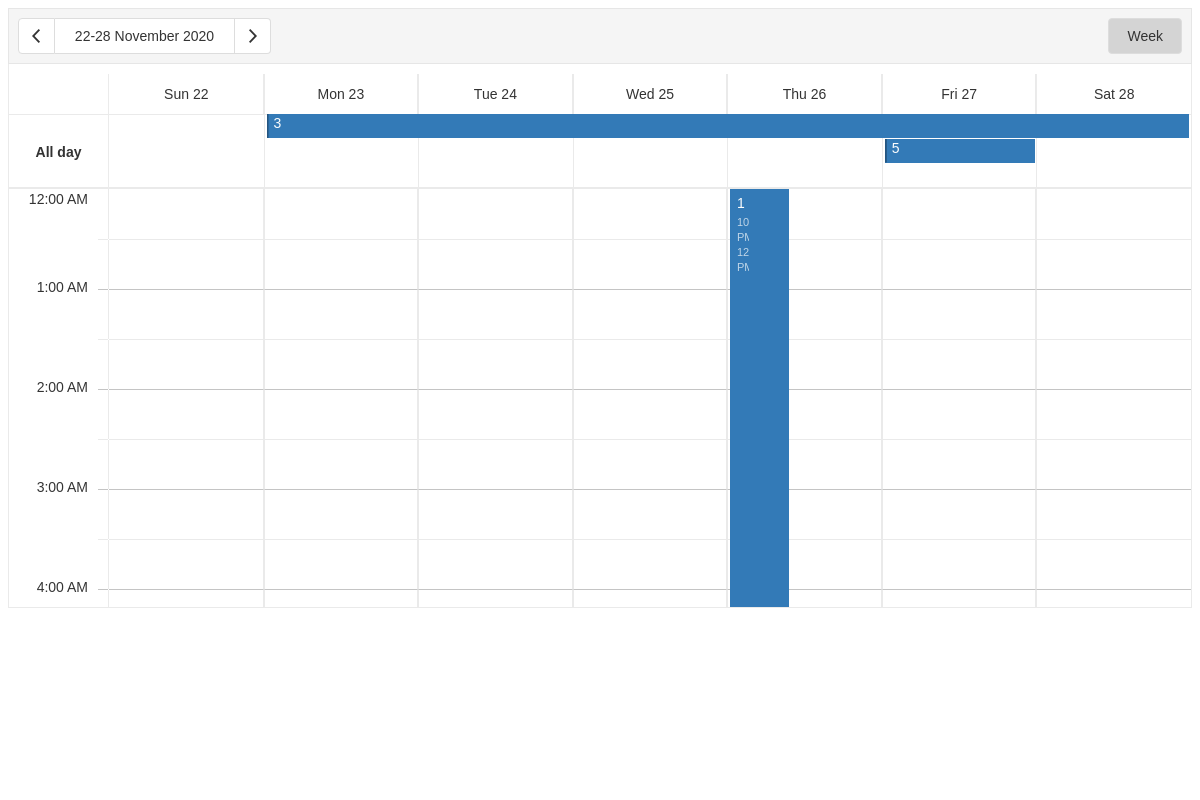 22-28 November 2020
Week
Sun 22
Mon 23
Tue 24
Wed 25
Thu 26
Fri 27
Sat 28
All day
3
5
12:00 AM
1:00 AM
2:00 AM
3:00 AM
4:00 AM
1
10
PM
12
PM